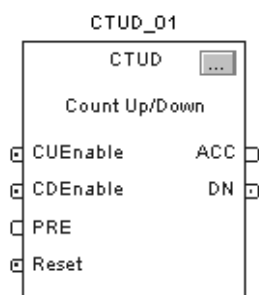 CTUD_01
CTUD
...
Count Up/Down
CUEnable ACC
CDEnable DN
PRE
Reset